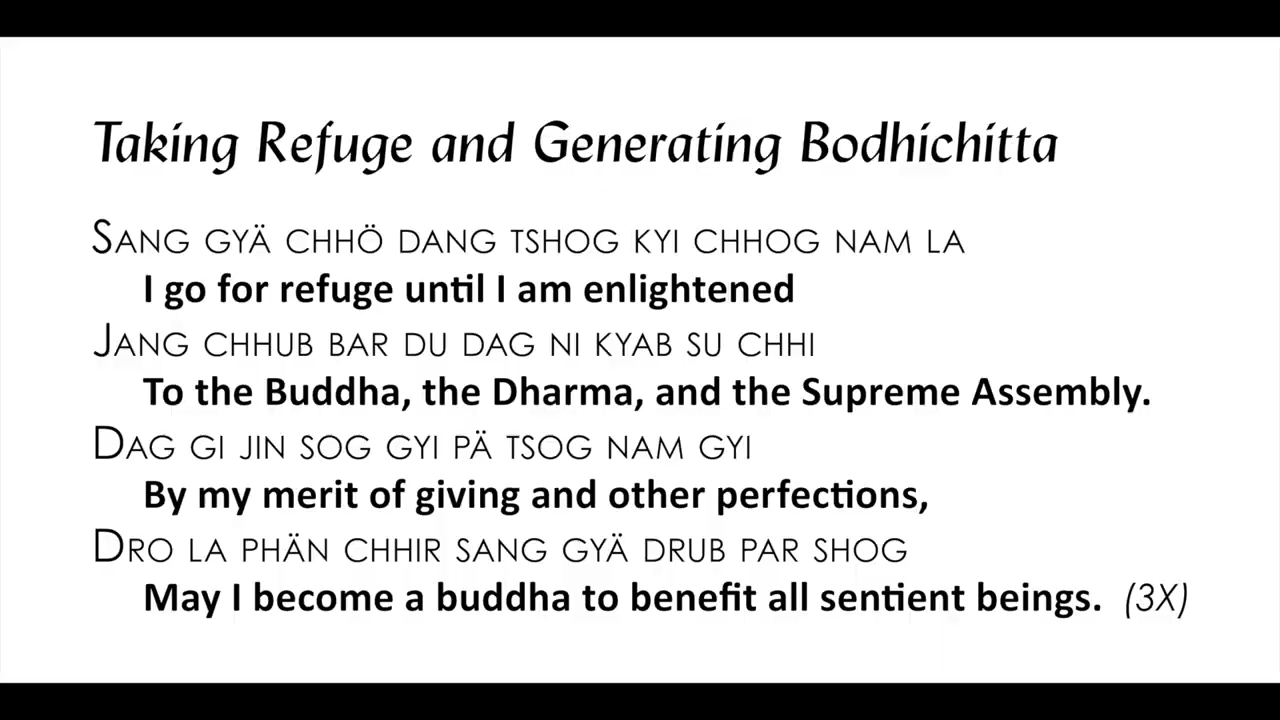 Taking Refuge and Generating Bodhichitta
SANG GYÄ CHHÖ DANG TSHOG KYI CHHOG NAM LA
I go for refuge until I am enlightened
JANG CHHUB BAR DU DAG NI KYAB SU CHHI
To the Buddha, the Dharma, and the Supreme Assembly.
DAG GI JIN SOG GYI PÄ TSOG NAM GYI
By my merit of giving and other perfections,
DRO LA PHÄN CHHIR SANG GYÄ DRUB PAR SHOG
May I become a buddha to benefit all sentient beings. (3X)